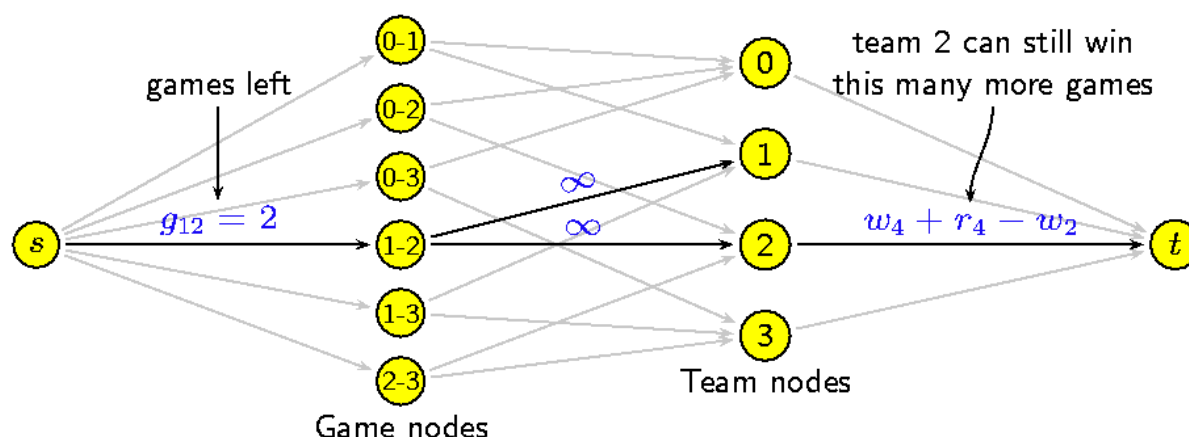 0-1
team 2 can still win
0
games left
this many more games
0-2
1
0-3
∞
g₁₂ = 2
∞
w₄ + r₄ − w₂
s
1-2
2
t
1-3
3
2-3
Team nodes
Game nodes